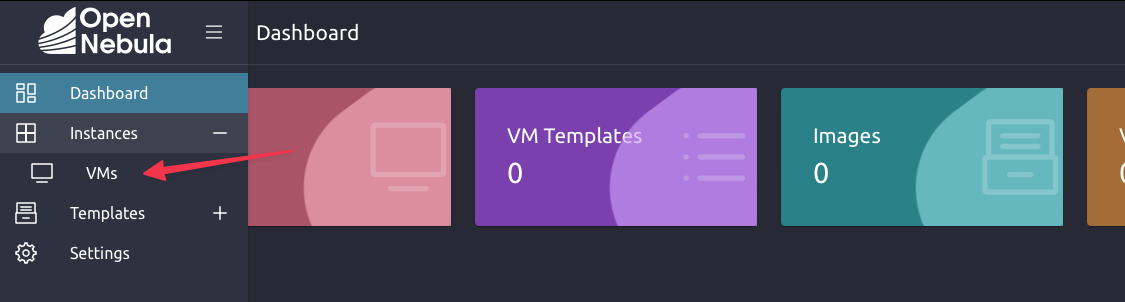 Open
Nebula
Dashboard
Dashboard
Instances
VMs
Templates
Settings
VM Templates
0
Images
0